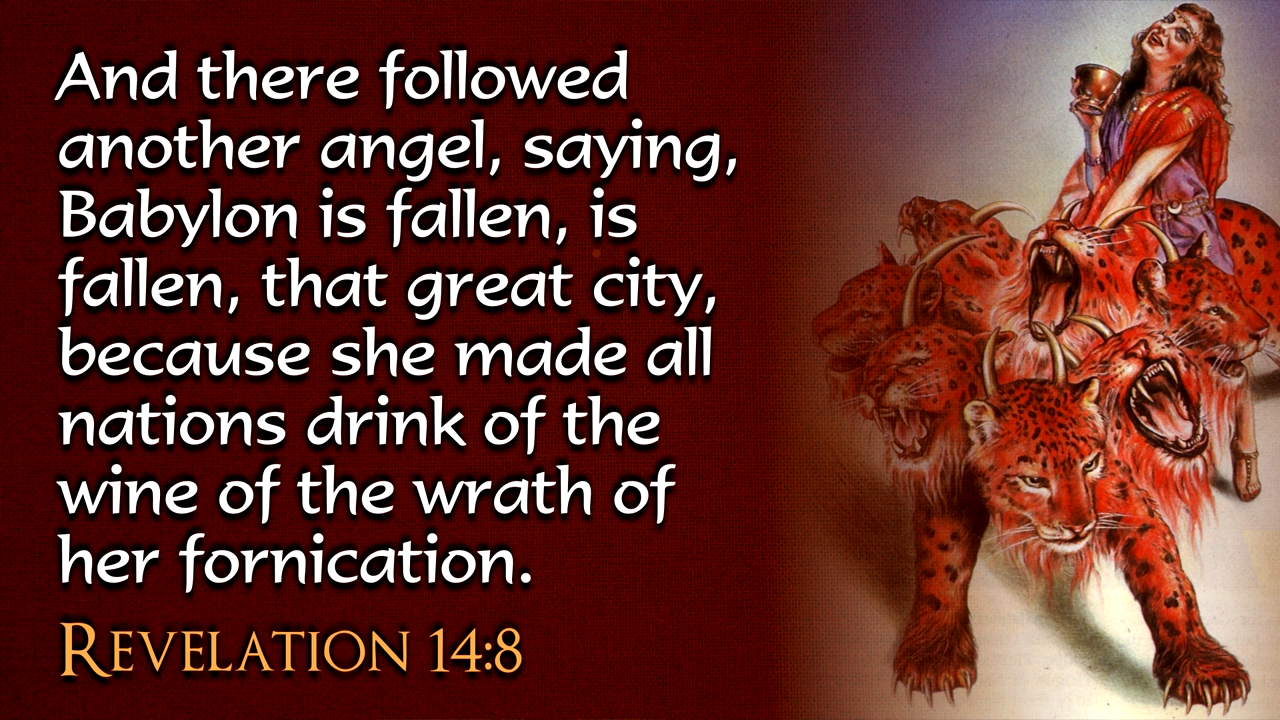 And there followed
another angel, saying,
Babylon is fallen, is
fallen, that great city,
because she made all
nations drink of the
wine of the wrath of
her fornication.
Revelation 14:8